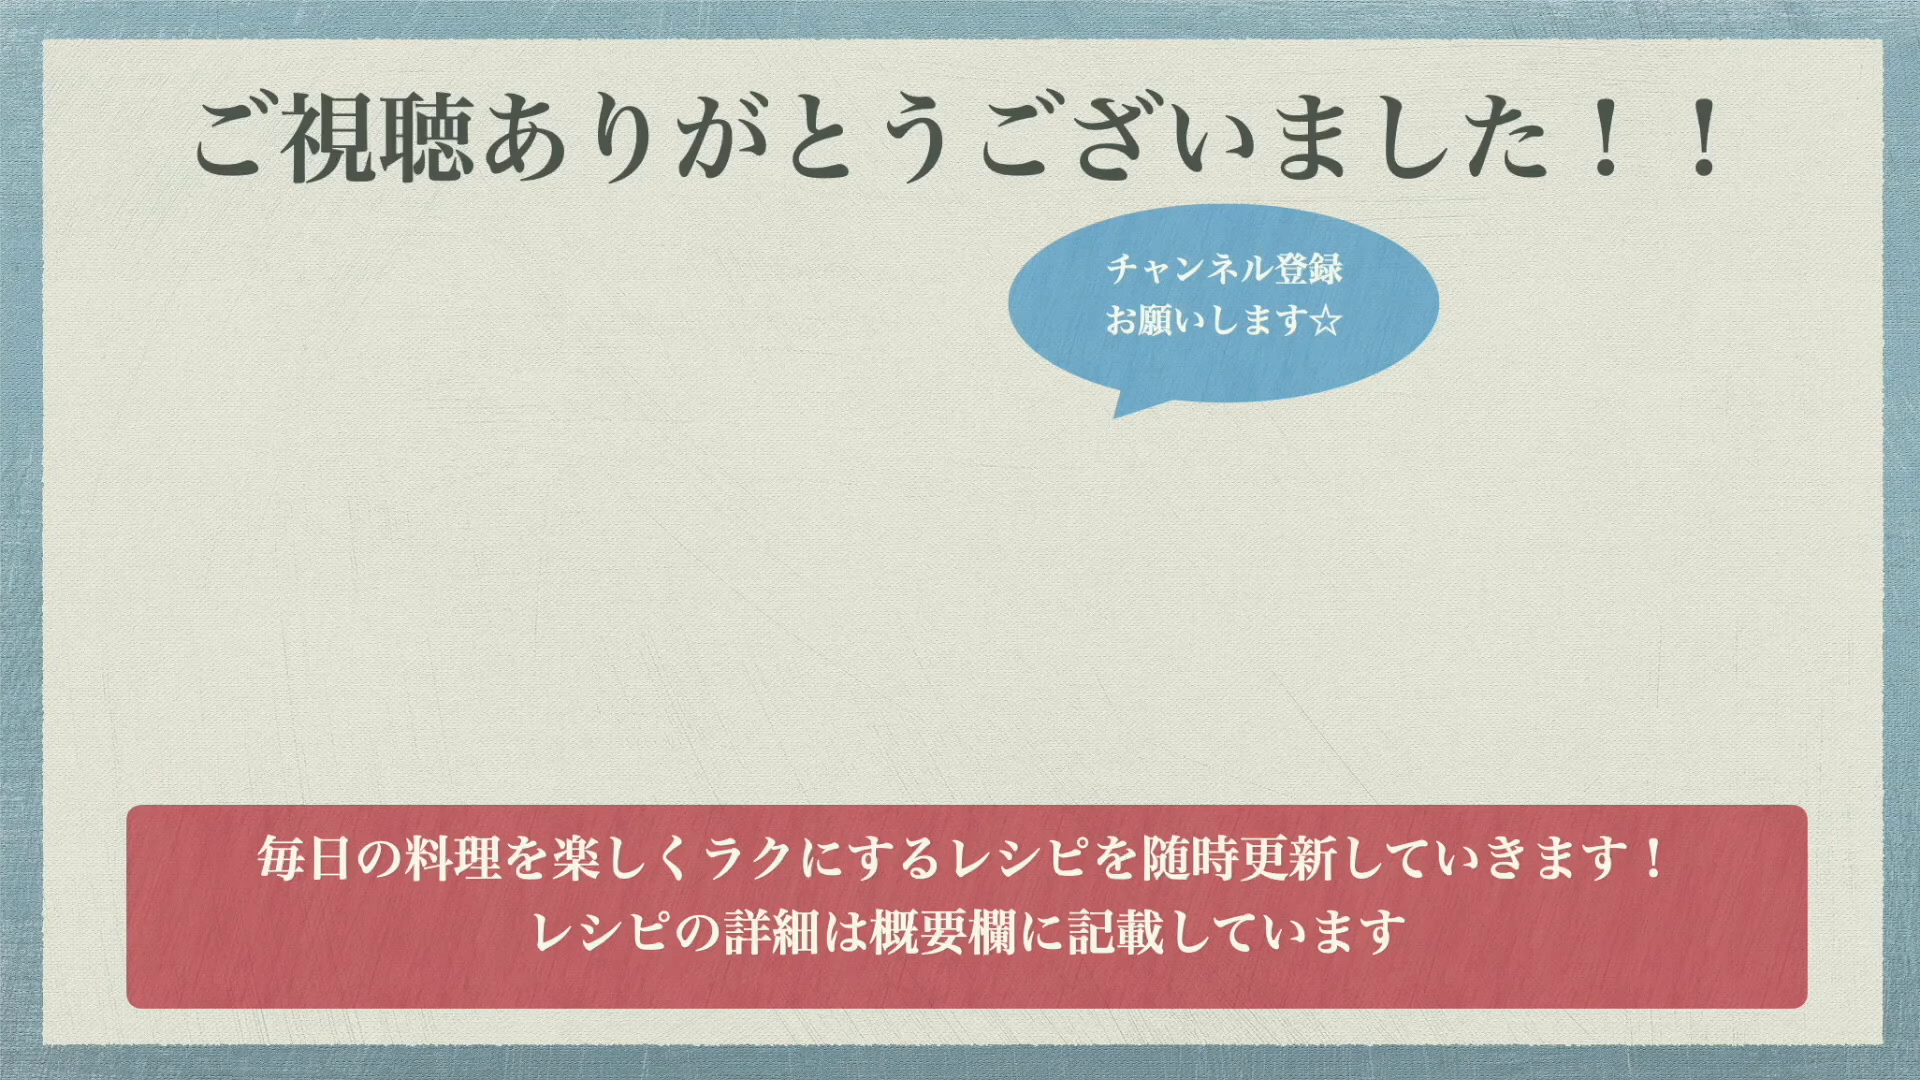 ご視聴ありがとうございました！！
チャンネル登録
お願いします☆
毎日の料理を楽しくラクにするレシピを随時更新していきます！
レシピの詳細は概要欄に記載しています